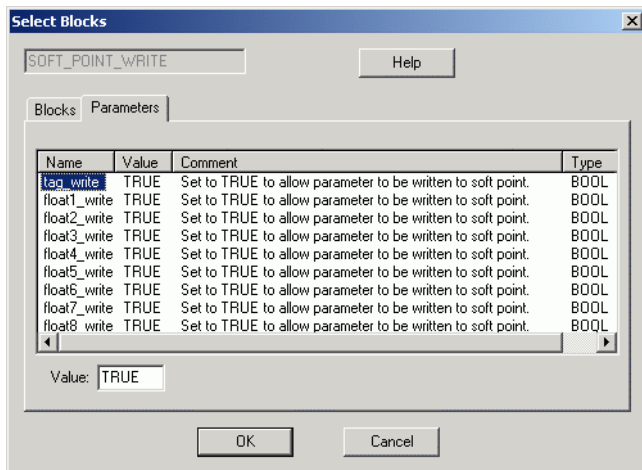 Select Blocks
SOFT_POINT_WRITE
Help
Blocks Parameters
Name Value Comment Type
tag_write TRUE Set to TRUE to allow parameter to be written to soft point. BOOL
float1_write TRUE Set to TRUE to allow parameter to be written to soft point. BOOL
float2_write TRUE Set to TRUE to allow parameter to be written to soft point. BOOL
float3_write TRUE Set to TRUE to allow parameter to be written to soft point. BOOL
float4_write TRUE Set to TRUE to allow parameter to be written to soft point. BOOL
float5_write TRUE Set to TRUE to allow parameter to be written to soft point. BOOL
float6_write TRUE Set to TRUE to allow parameter to be written to soft point. BOOL
float7_write TRUE Set to TRUE to allow parameter to be written to soft point. BOOL
float8_write TRUE Set to TRUE to allow parameter to be written to soft point. BOOL
Value: TRUE
OK Cancel